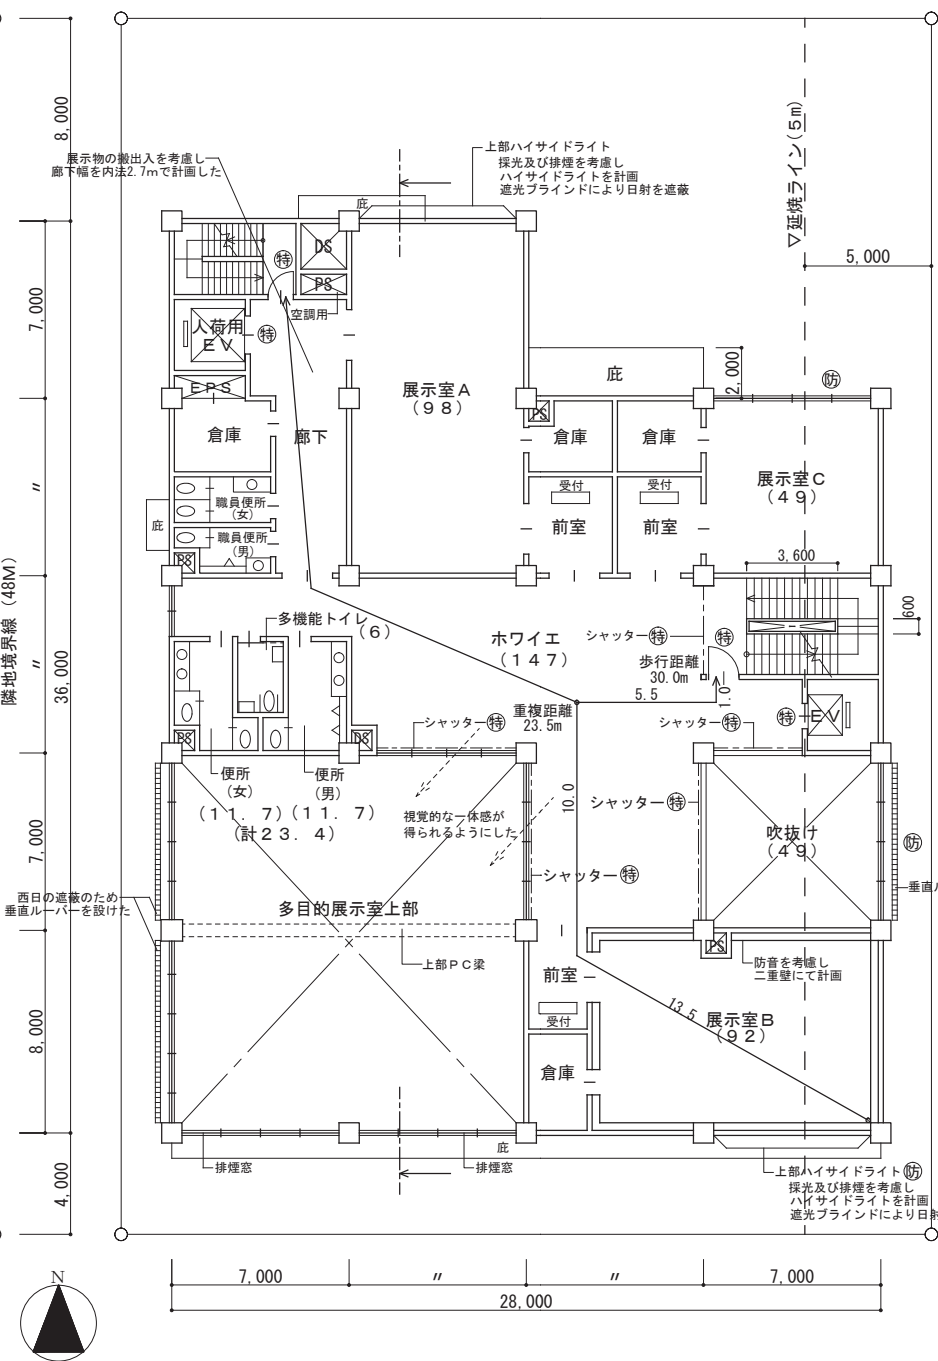 8,000
展示物の搬出入を考慮し
廊下幅を内法2.7mで計画した
上部ハイサイドライト
採光及び排煙を考慮し
ハイサイドライトを計画
遮光ブラインドにより日射を遮蔽
▽延焼ライン(5m)
5,000
庇
DS
特
PS
空調用
7,000
人荷用
EV
特
EPS
展示室A
(98)
庇
2,000
防
倉庫
廊下
PS
倉庫
倉庫
展示室C
(49)
〃
職員便所
(女)
受付
受付
庇
職員便所
(男)
前室
前室
PS
3,600
隣地境界線(48M)
36,000
〃
多機能トイレ
(6)
ホワイエ
(147)
シャッター特
特
600
歩行距離
30.0m
5.5
1.0
重複距離
23.5m
シャッター特
シャッター特
特
EV
PS
DS
便所
(女)
便所
(男)
(11.7)(11.7)
(計23.4)
視覚的な一体感が
得られるようにした
10.0
シャッター特
吹抜け
(49)
防
7,000
シャッター特
垂直ル
西日の遮蔽のため
垂直ルーバーを設けた
多目的展示室上部
上部PC梁
PS
防音を考慮し
二重壁にて計画
前室
受付
13.5
展示室B
(92)
8,000
倉庫
庇
排煙窓
排煙窓
上部ハイサイドライト防
採光及び排煙を考慮し
ハイサイドライトを計画
遮光ブラインドにより日射
4,000
N
7,000
〃
〃
7,000
28,000